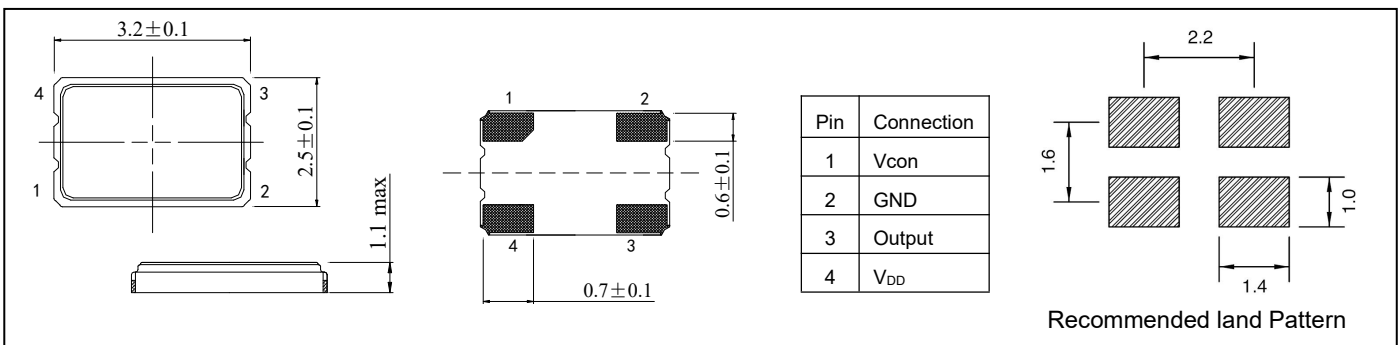 3.2±0.1
4
3
1
2
2.5±0.1
1.1 max
1
2
4
3
0.6±0.1
0.7±0.1
Pin Connection
1 Vcon
2 GND
3 Output
4 VDD
2.2
1.6
1.0
1.4
Recommended land Pattern